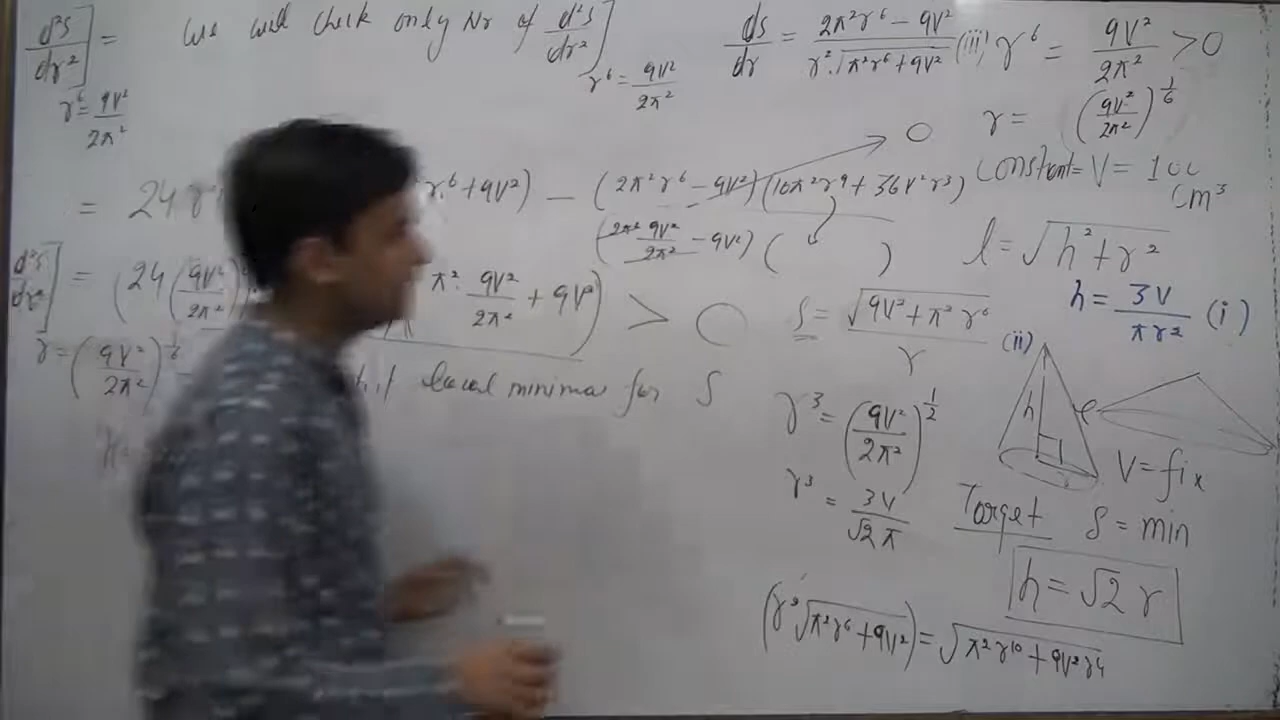 d²s/dr²] = we will check only Nr of d²s/dr²]
r⁶ = 9V²/2π²
r⁶ = 9V²/2π²
ds/dr = (2π²r⁶ - 9V²)/(r²·√(π²r⁶ + 9V²))
(iii) r⁶ = 9V²/2π² > 0
r = (9V²/2π²)^(1/6)
constant = V = 100 cm³
l = √(h² + r²)
h = 3V/πr² (i)
= 24 r⁶ + 9V²) — (2π²r⁶ - 9V²)(10π²r⁹ + 36V²r³) → 0
(2π² 9V²/2π² - 9V²) ( )
d²s/dr²] = (24 (9V²/2π²) π² · 9V²/2π² + 9V²) > 0
r = (9V²/2π²)^(1/6)
local minima for S
S = √(9V² + π²r⁶)/r (ii)
r³ = (9V²/2π²)^(1/2)
r³ = 3V/√2 π
h
l
V = fix
Target S = min
h = √2 r
(r² √(π²r⁶ + 9V²)) = √(π²r¹⁰ + 9V²r⁴)